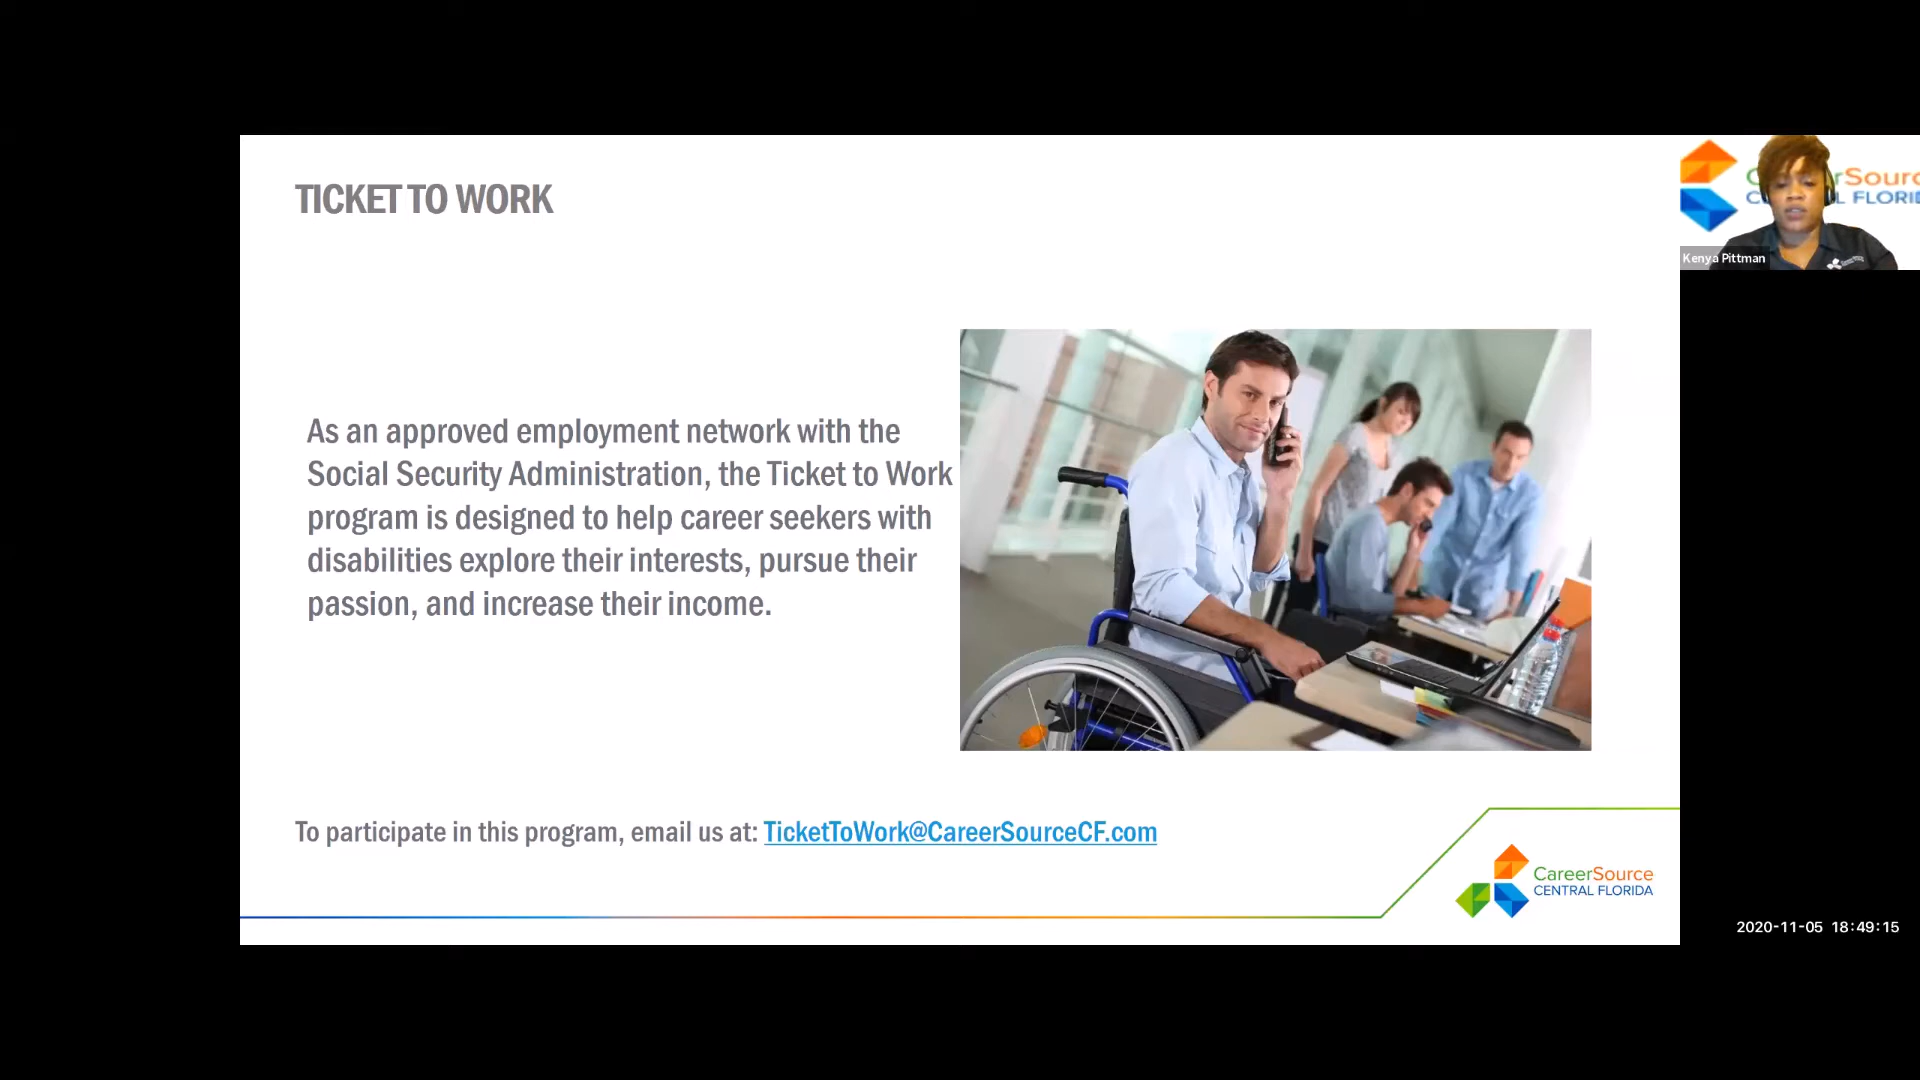 TICKET TO WORK
As an approved employment network with the
Social Security Administration, the Ticket to Work
program is designed to help career seekers with
disabilities explore their interests, pursue their
passion, and increase their income.
To participate in this program, email us at: TicketToWork@CareerSourceCF.com
CareerSource
CENTRAL FLORIDA
Kenya Pittman
2020-11-05 18:49:15